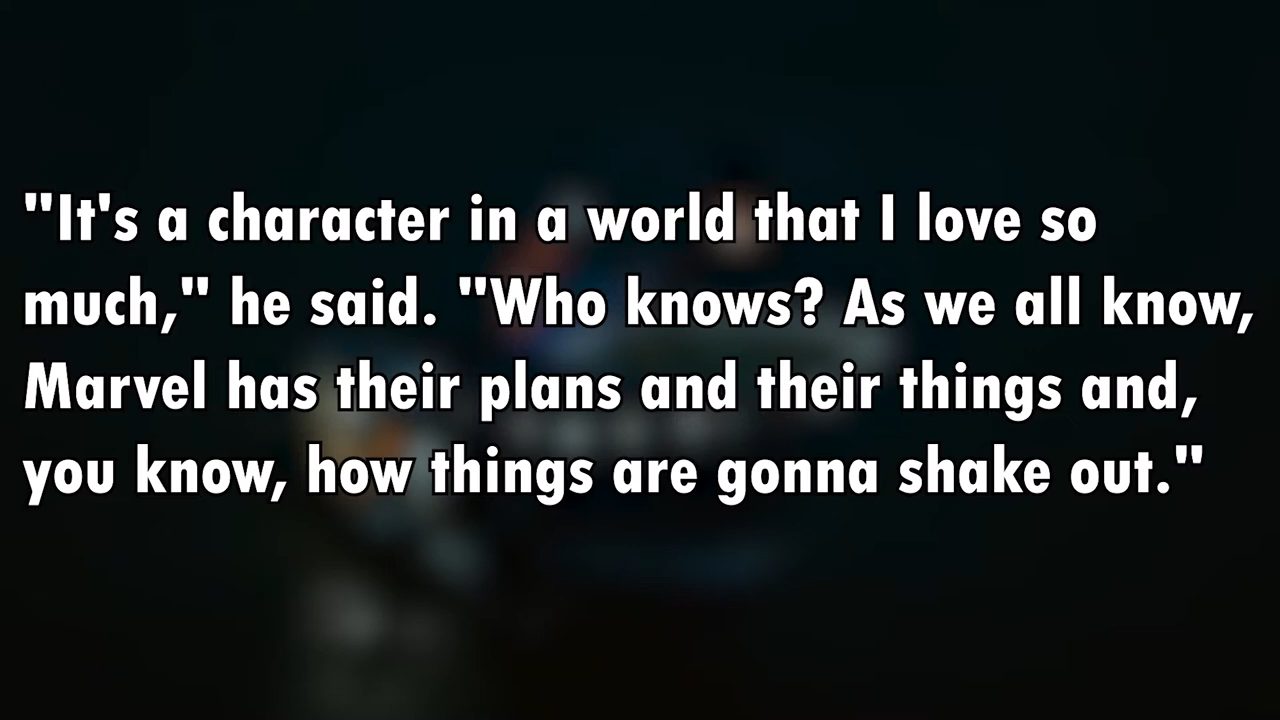 "It's a character in a world that I love so
much," he said. "Who knows? As we all know,
Marvel has their plans and their things and,
you know, how things are gonna shake out."